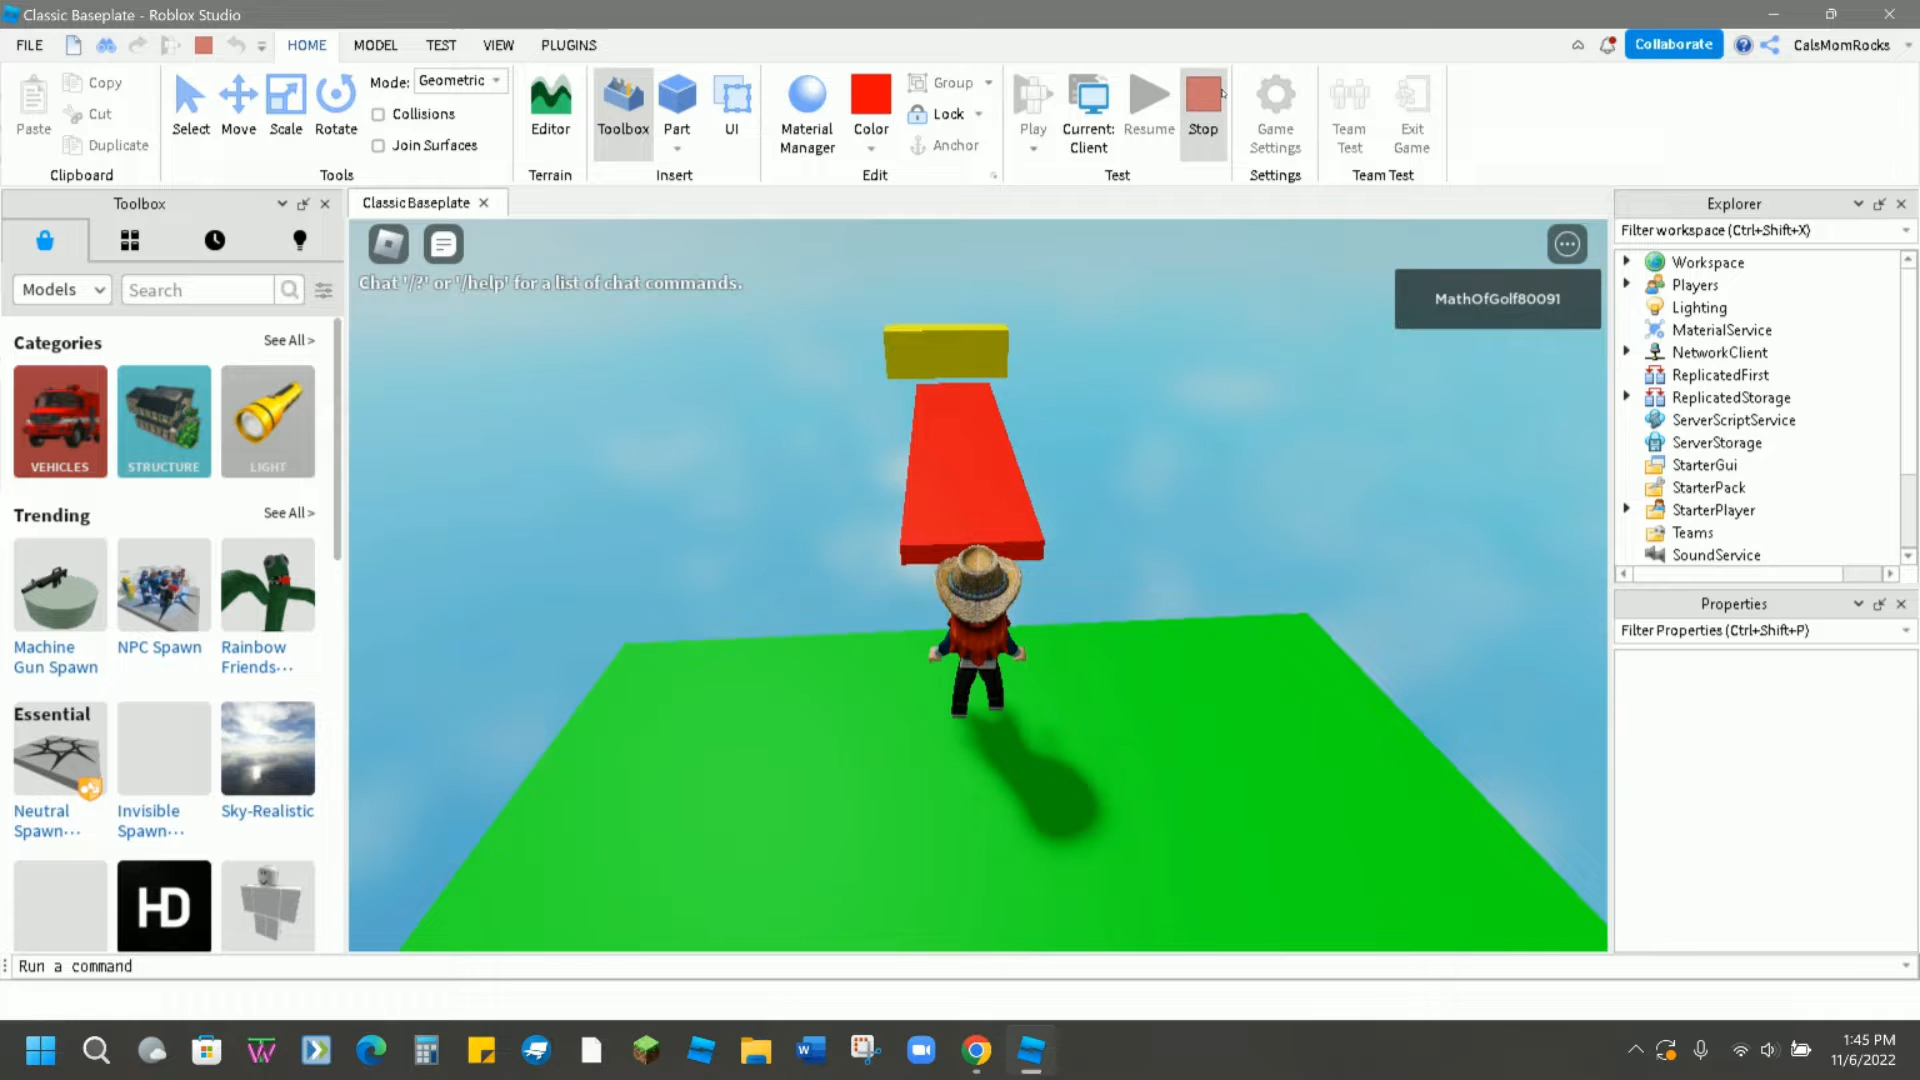 Classic Baseplate - Roblox Studio
FILE
HOME
MODEL
TEST
VIEW
PLUGINS
Collaborate
CalsMomRocks
Paste
Copy
Cut
Duplicate
Clipboard
Select
Move
Scale
Rotate
Mode: Geometric
Collisions
Join Surfaces
Tools
Editor
Terrain
Toolbox
Part
UI
Insert
Material
Manager
Color
Group
Lock
Anchor
Edit
Play
Current:
Client
Resume
Stop
Test
Game
Settings
Settings
Team
Test
Exit
Game
Team Test
Toolbox
Models
Search
Categories
See All >
VEHICLES
STRUCTURE
LIGHT
Trending
See All >
Machine
Gun Spawn
NPC Spawn
Rainbow
Friends...
Essential
Neutral
Spawn...
Invisible
Spawn...
Sky-Realistic
HD
Classic Baseplate
Chat '/?' or '/help' for a list of chat commands.
MathOfGolf80091
Explorer
Filter workspace (Ctrl+Shift+X)
Workspace
Players
Lighting
MaterialService
NetworkClient
ReplicatedFirst
ReplicatedStorage
ServerScriptService
ServerStorage
StarterGui
StarterPack
StarterPlayer
Teams
SoundService
Properties
Filter Properties (Ctrl+Shift+P)
Run a command
1:45 PM
11/6/2022